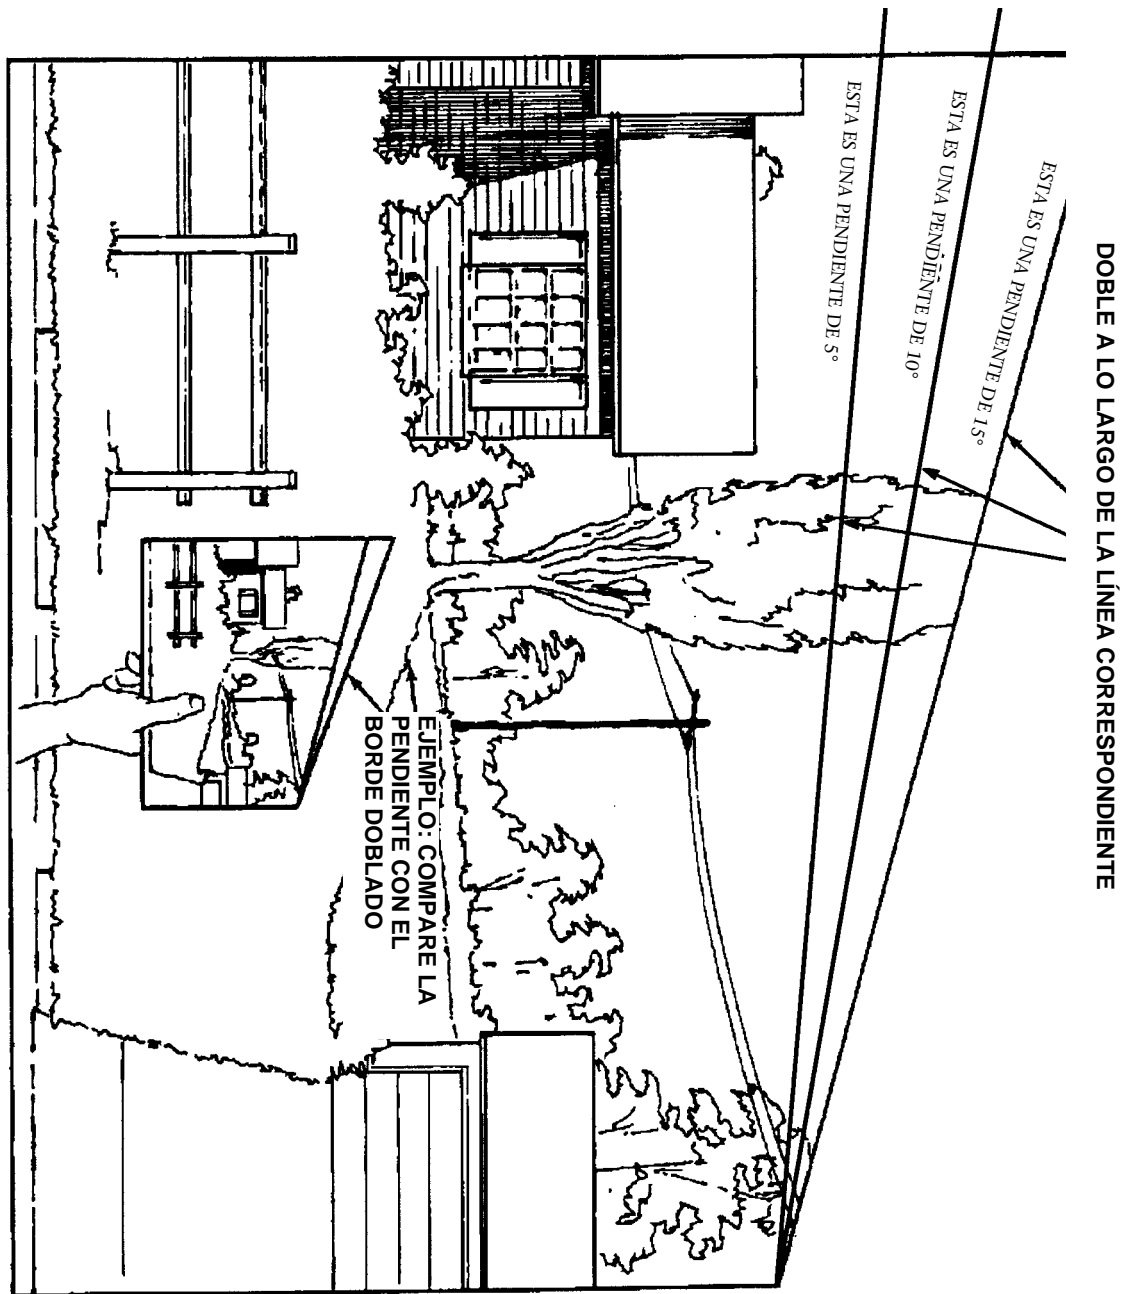 DOBLE A LO LARGO DE LA LÍNEA CORRESPONDIENTE
ESTA ES UNA PENDIENTE DE 15°
ESTA ES UNA PENDIENTE DE 10°
ESTA ES UNA PENDIENTE DE 5°
EJEMPLO: COMPARE LA
PENDIENTE CON EL
BORDE DOBLADO